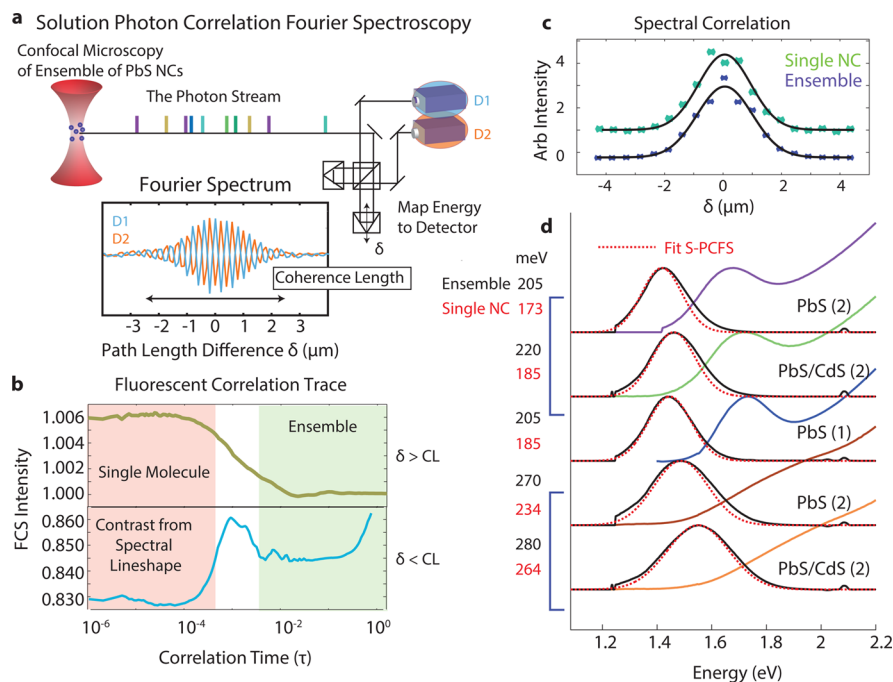 a Solution Photon Correlation Fourier Spectroscopy
Confocal Microscopy
of Ensemble of PbS NCs
The Photon Stream
D1
D2
Map Energy
to Detector
δ
Fourier Spectrum
D1
D2
Coherence Length
-3 -2 -1 0 1 2 3
Path Length Difference δ (μm)
b Fluorescent Correlation Trace
FCS Intensity
1.006
1.004
1.002
1.000
Single Molecule
Ensemble
δ > CL
0.860
0.850
0.840
0.830
Contrast from
Spectral
Lineshape
δ < CL
10-6 10-4 10-3 10-2 10-1 100
Correlation Time (τ)
c Spectral Correlation
Arb Intensity
4
2
0
Single NC
Ensemble
-4 -2 0 2 4
δ (μm)
d
Fit S-PCFS
meV
Ensemble 205
Single NC 173
PbS (2)
220
185
PbS/CdS (2)
205
185
PbS (1)
270
234
PbS (2)
280
264
PbS/CdS (2)
1.2 1.4 1.6 1.8 2 2.2
Energy (eV)